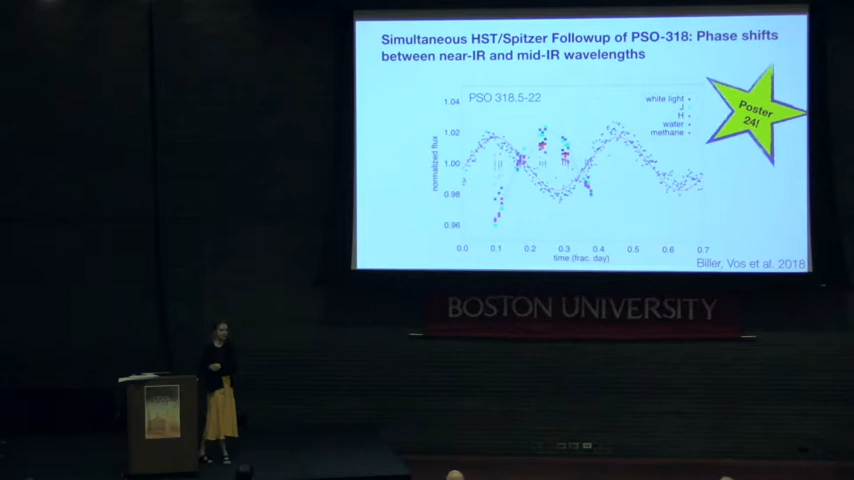 Simultaneous HST/Spitzer Followup of PSO-318: Phase shifts
between near-IR and mid-IR wavelengths
PSO 318.5-22
white light
J
H
water
methane
Poster
24!
1.04
1.02
1.00
0.98
0.96
normalized flux
0.0 0.1 0.2 0.3 0.4 0.5 0.6 0.7
time (frac. day)
Biller, Vos et al. 2018
BOSTON UNIVERSITY